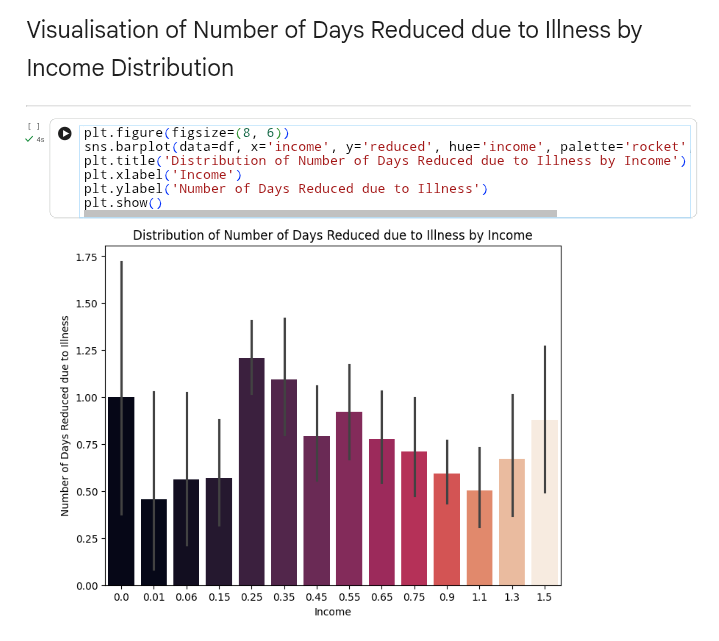 Visualisation of Number of Days Reduced due to Illness by
Income Distribution
[ ]
4s
plt.figure(figsize=(8, 6))
sns.barplot(data=df, x='income', y='reduced', hue='income', palette='rocket'
plt.title('Distribution of Number of Days Reduced due to Illness by Income')
plt.xlabel('Income')
plt.ylabel('Number of Days Reduced due to Illness')
plt.show()
Distribution of Number of Days Reduced due to Illness by Income
Number of Days Reduced due to Illness
1.75
1.50
1.25
1.00
0.75
0.50
0.25
0.00
0.0 0.01 0.06 0.15 0.25 0.35 0.45 0.55 0.65 0.75 0.9 1.1 1.3 1.5
Income